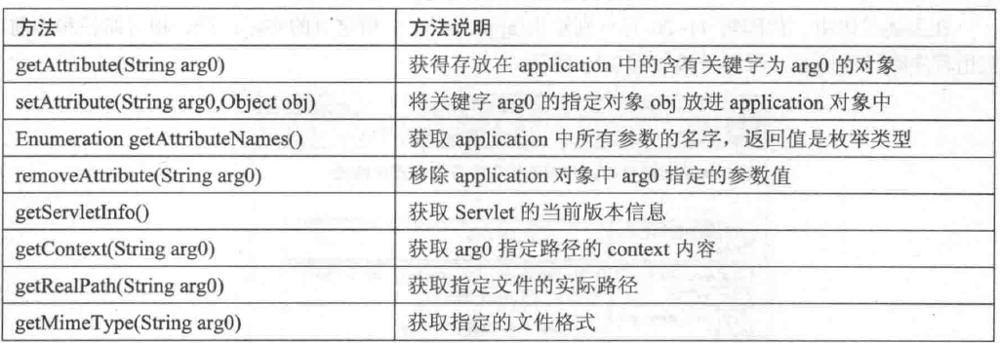 方法 方法说明
getAttribute(String arg0) 获得存放在 application 中的含有关键字为 arg0 的对象
setAttribute(String arg0,Object obj) 将关键字 arg0 的指定对象 obj 放进 application 对象中
Enumeration getAttributeNames() 获取 application 中所有参数的名字，返回值是枚举类型
removeAttribute(String arg0) 移除 application 对象中 arg0 指定的参数值
getServletInfo() 获取 Servlet 的当前版本信息
getContext(String arg0) 获取 arg0 指定路径的 context 内容
getRealPath(String arg0) 获取指定文件的实际路径
getMimeType(String arg0) 获取指定的文件格式